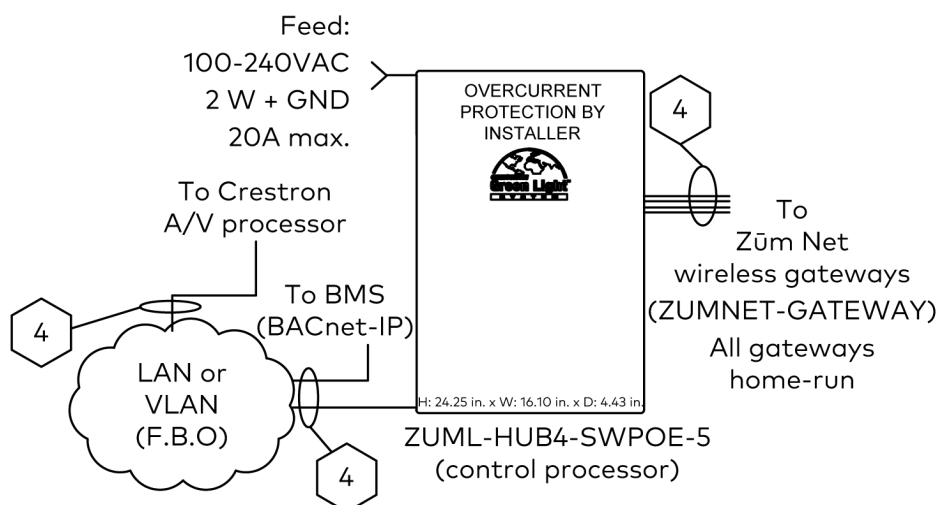 Feed:
100-240VAC
2 W + GND
20A max.
OVERCURRENT
PROTECTION BY
INSTALLER
Green Light
SYSTEM
4
To
Zūm Net
wireless gateways
(ZUMNET-GATEWAY)
All gateways
home-run
To Crestron
A/V processor
4
To BMS
(BACnet-IP)
LAN or
VLAN
(F.B.O)
4
H: 24.25 in. x W: 16.10 in. x D: 4.43 in.
ZUML-HUB4-SWPOE-5
(control processor)